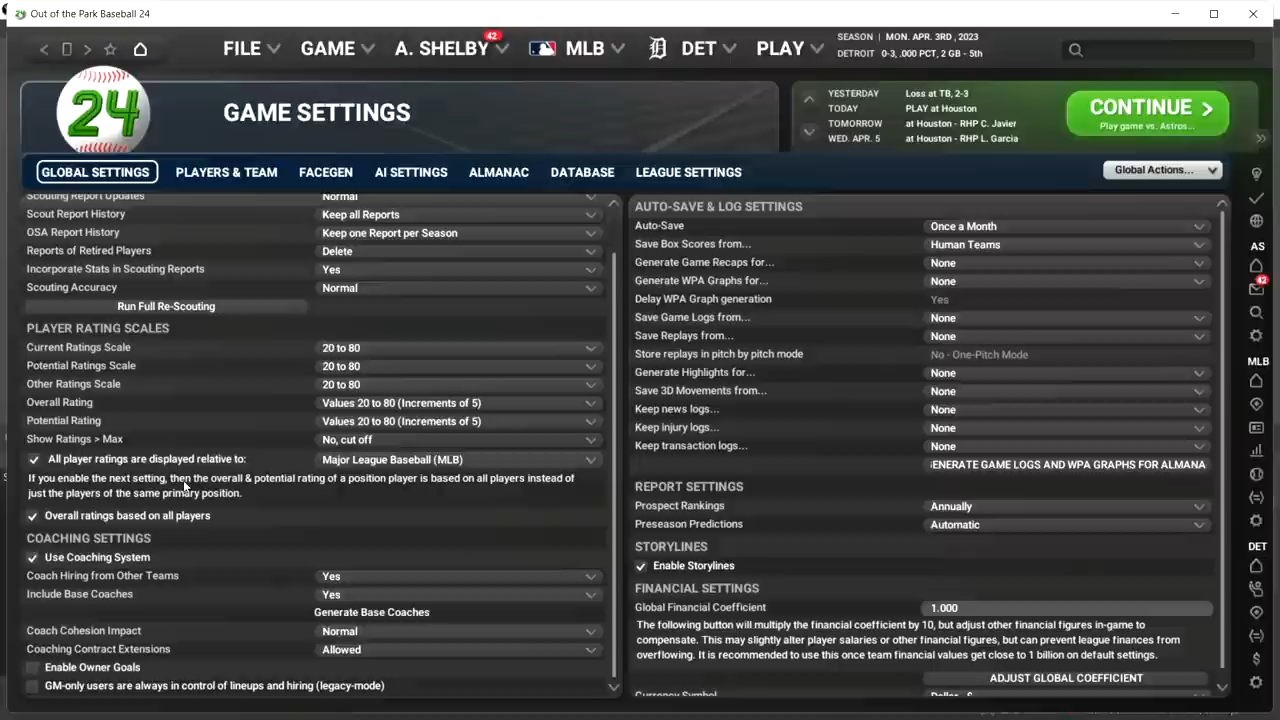 Out of the Park Baseball 24
FILE GAME A. SHELBY 42 MLB DET PLAY
SEASON | MON. APR. 3RD , 2023
DETROIT 0-3, .000 PCT, 2 GB - 5th
24
GAME SETTINGS
YESTERDAY Loss at TB, 2-3
TODAY PLAY at Houston
TOMORROW at Houston - RHP C. Javier
WED. APR. 5 at Houston - RHP L. Garcia
CONTINUE
Play game vs. Astros...
GLOBAL SETTINGS PLAYERS & TEAM FACEGEN AI SETTINGS ALMANAC DATABASE LEAGUE SETTINGS
Global Actions...
Scouting Report Updates Normal
Scout Report History Keep all Reports
OSA Report History Keep one Report per Season
Reports of Retired Players Delete
Incorporate Stats in Scouting Reports Yes
Scouting Accuracy Normal
Run Full Re-Scouting
PLAYER RATING SCALES
Current Ratings Scale 20 to 80
Potential Ratings Scale 20 to 80
Other Ratings Scale 20 to 80
Overall Rating Values 20 to 80 (Increments of 5)
Potential Rating Values 20 to 80 (Increments of 5)
Show Ratings > Max No, cut off
All player ratings are displayed relative to: Major League Baseball (MLB)
If you enable the next setting, then the overall & potential rating of a position player is based on all players instead of
just the players of the same primary position.
Overall ratings based on all players
COACHING SETTINGS
Use Coaching System
Coach Hiring from Other Teams Yes
Include Base Coaches Yes
Generate Base Coaches
Coach Cohesion Impact Normal
Coaching Contract Extensions Allowed
Enable Owner Goals
GM-only users are always in control of lineups and hiring (legacy-mode)
AUTO-SAVE & LOG SETTINGS
Auto-Save Once a Month
Save Box Scores from... Human Teams
Generate Game Recaps for... None
Generate WPA Graphs for... None
Delay WPA Graph generation Yes
Save Game Logs from... None
Save Replays from... None
Store replays in pitch by pitch mode No - One-Pitch Mode
Generate Highlights for... None
Save 3D Movements from... None
Keep news logs... None
Keep injury logs... None
Keep transaction logs... None
ENERATE GAME LOGS AND WPA GRAPHS FOR ALMANA
REPORT SETTINGS
Prospect Rankings Annually
Preseason Predictions Automatic
STORYLINES
Enable Storylines
FINANCIAL SETTINGS
Global Financial Coefficient 1.000
The following button will multiply the financial coefficient by 10, but adjust other financial figures in-game to
compensate. This may slightly alter player salaries or other financial figures, but can prevent league finances from
overflowing. It is recommended to use this once team financial values get close to 1 billion on default settings.
ADJUST GLOBAL COEFFICIENT
Currency Symbol Dollar - $
AS
42
MLB
DET